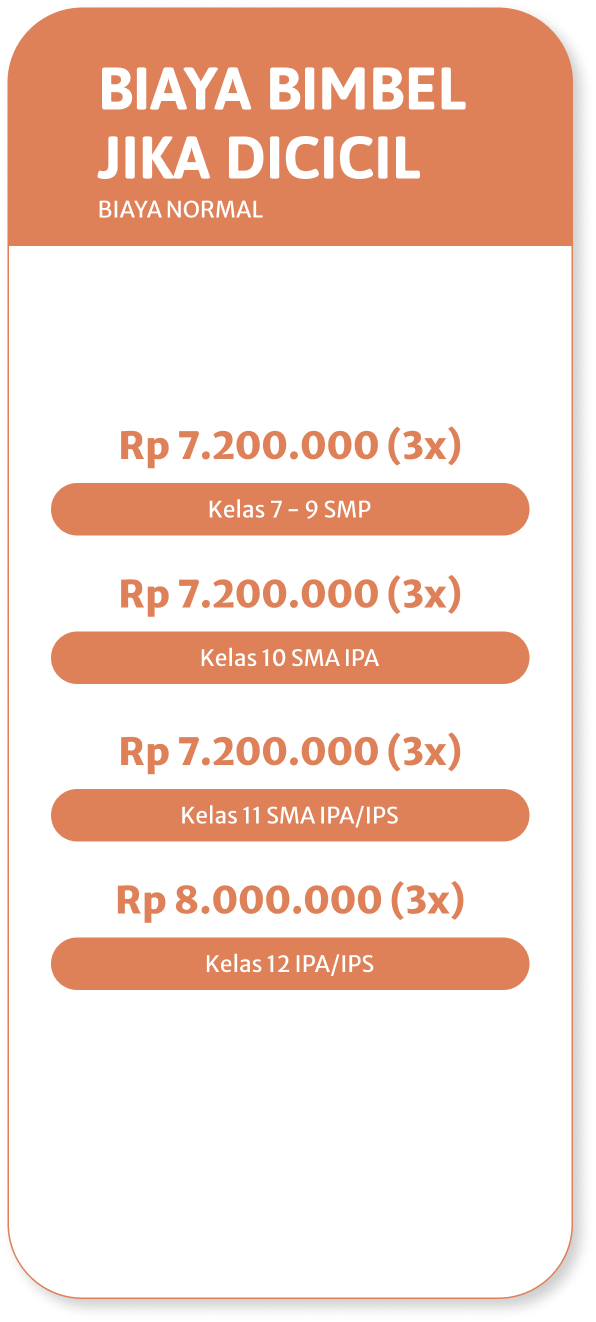 BIAYA BIMBEL
JIKA DICICIL
BIAYA NORMAL
Rp 7.200.000 (3x)
Kelas 7 - 9 SMP
Rp 7.200.000 (3x)
Kelas 10 SMA IPA
Rp 7.200.000 (3x)
Kelas 11 SMA IPA/IPS
Rp 8.000.000 (3x)
Kelas 12 IPA/IPS